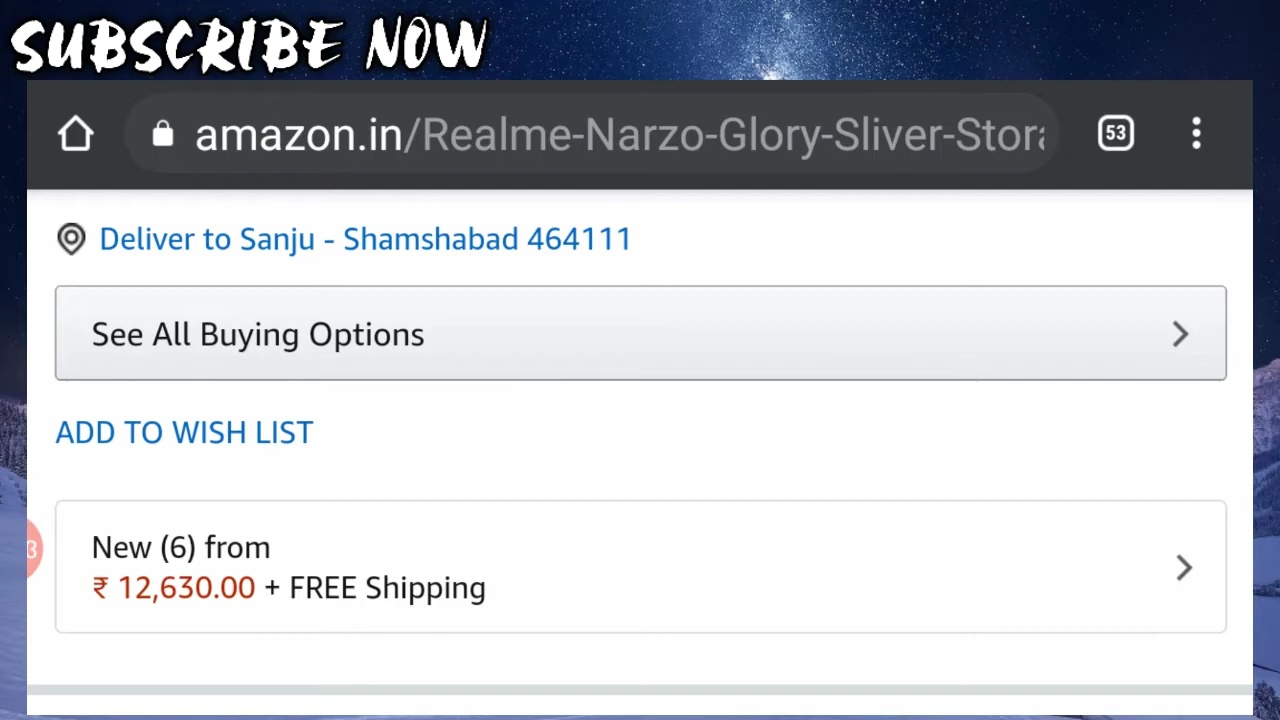 SUBSCRIBE NOW
amazon.in/Realme-Narzo-Glory-Sliver-Stora
53
Deliver to Sanju - Shamshabad 464111
See All Buying Options
ADD TO WISH LIST
New (6) from
₹ 12,630.00 + FREE Shipping